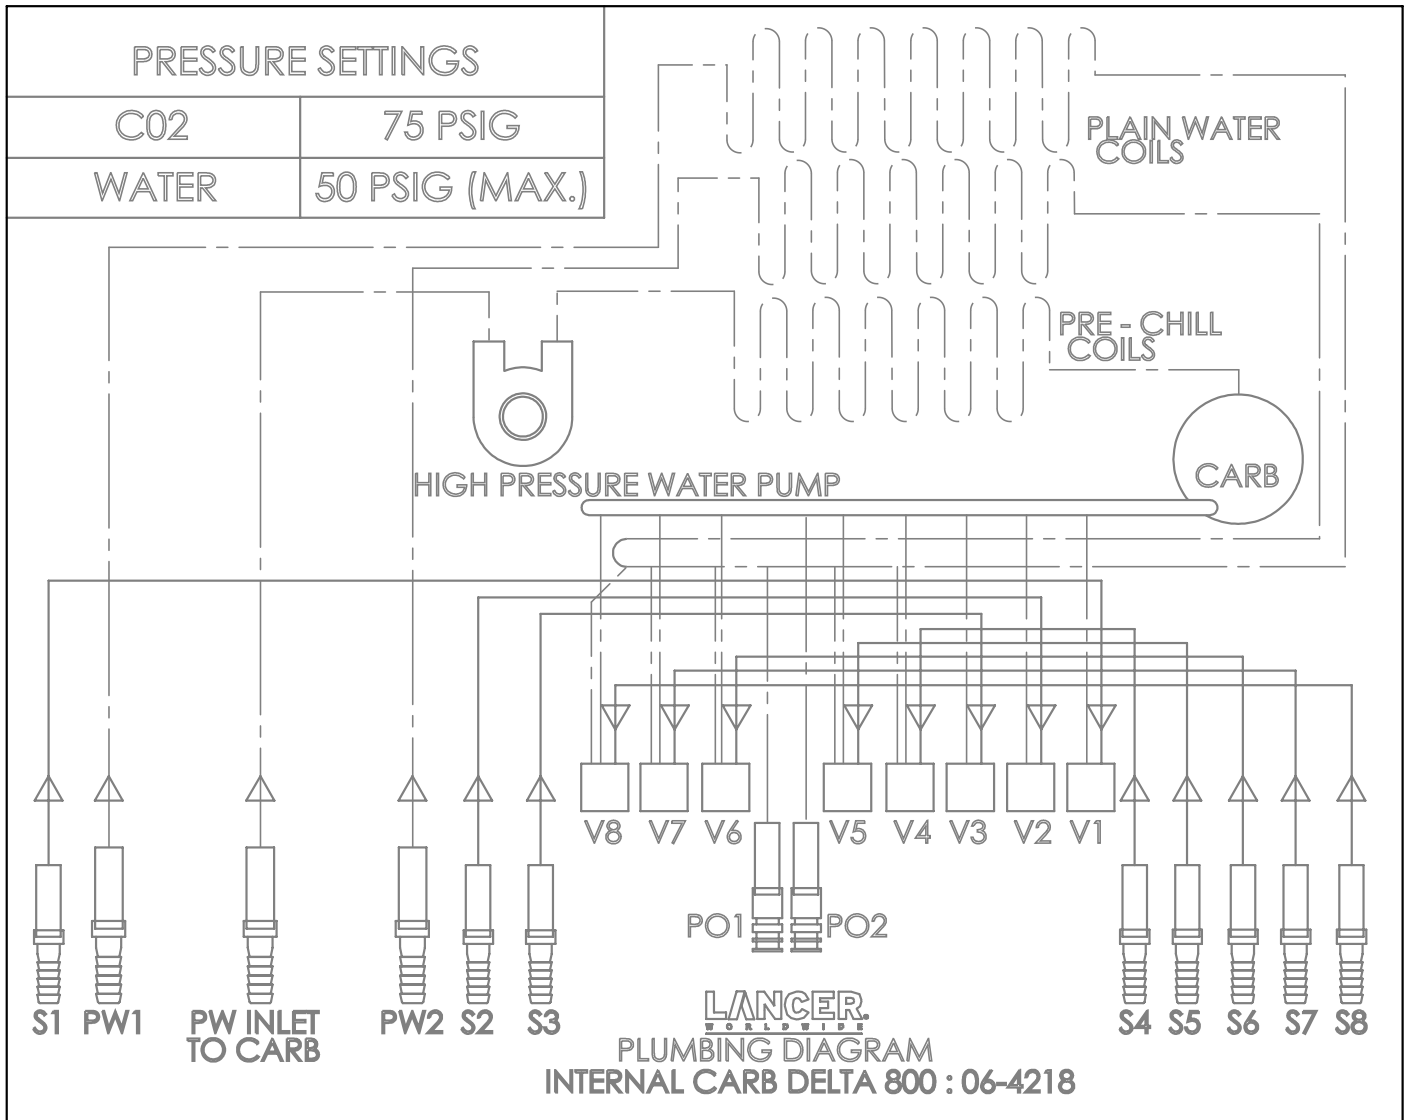 PRESSURE SETTINGS
C02 75 PSIG
WATER 50 PSIG (MAX.)
PLAIN WATER
COILS
PRE - CHILL
COILS
CARB
HIGH PRESSURE WATER PUMP
V8 V7 V6 V5 V4 V3 V2 V1
PO1 PO2
S1 PW1 PW INLET
TO CARB
PW2 S2 S3 S4 S5 S6 S7 S8
LANCER.
WORLDWIDE
PLUMBING DIAGRAM
INTERNAL CARB DELTA 800 : 06-4218